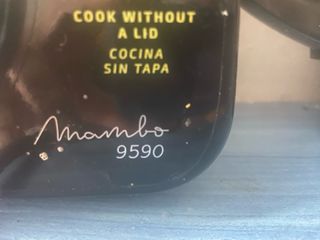 COOK WITHOUT
A LID
COCINA
SIN TAPA
mambo
9590